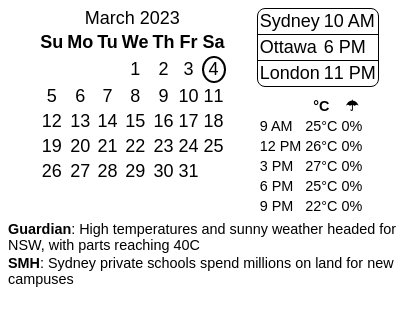 March 2023
Su Mo Tu We Th Fr Sa
1 2 3 4
5 6 7 8 9 10 11
12 13 14 15 16 17 18
19 20 21 22 23 24 25
26 27 28 29 30 31
Sydney 10 AM
Ottawa 6 PM
London 11 PM
°C ☂
9 AM 25°C 0%
12 PM 26°C 0%
3 PM 27°C 0%
6 PM 25°C 0%
9 PM 22°C 0%
Guardian: High temperatures and sunny weather headed for
NSW, with parts reaching 40C
SMH: Sydney private schools spend millions on land for new
campuses